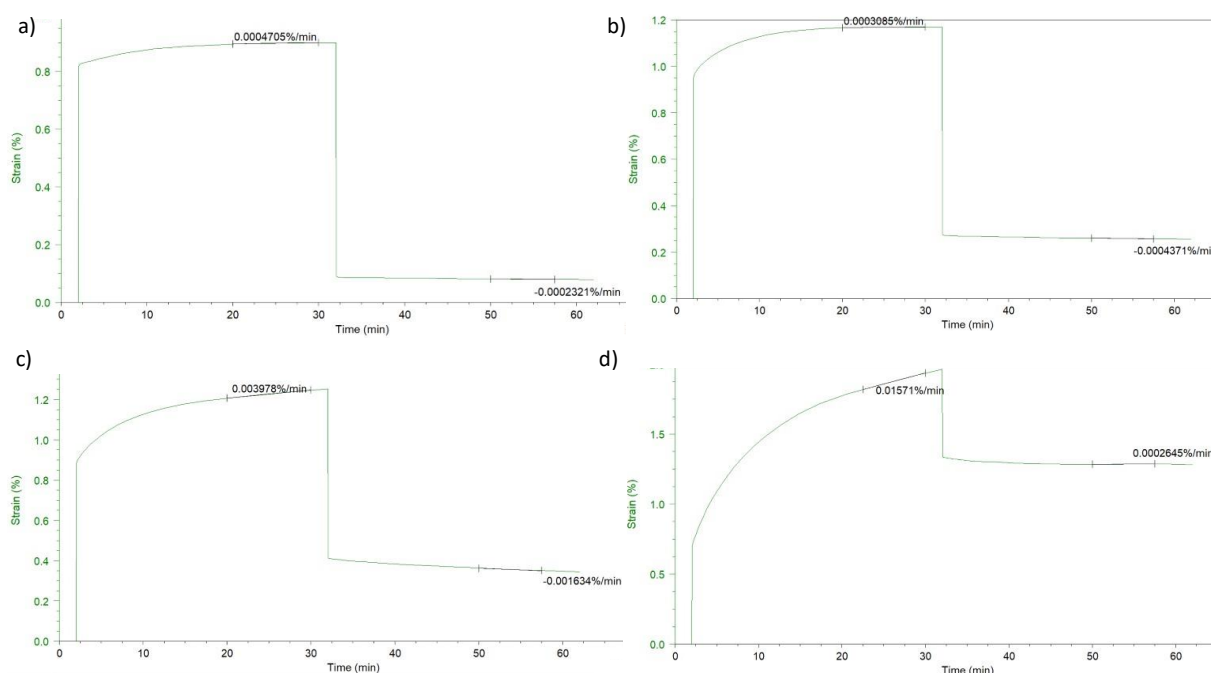 a)
0.0004705%/min
0.8
0.6
0.4
0.2
0.0
Strain (%)
-0.0002321%/min
0 10 20 30 40 50 60
Time (min)
b)
1.2
0.0003085%/min
1.0
0.8
0.6
0.4
0.2
0.0
Strain (%)
-0.0004371%/min
0 10 20 30 40 50 60
Time (min)
c)
0.003978%/min
1.2
1.0
0.8
0.6
0.4
0.2
0.0
Strain (%)
-0.001634%/min
0 10 20 30 40 50 60
Time (min)
d)
0.01571%/min
1.5
1.0
0.5
0.0
Strain (%)
0.0002645%/min
0 10 20 30 40 50 60
Time (min)